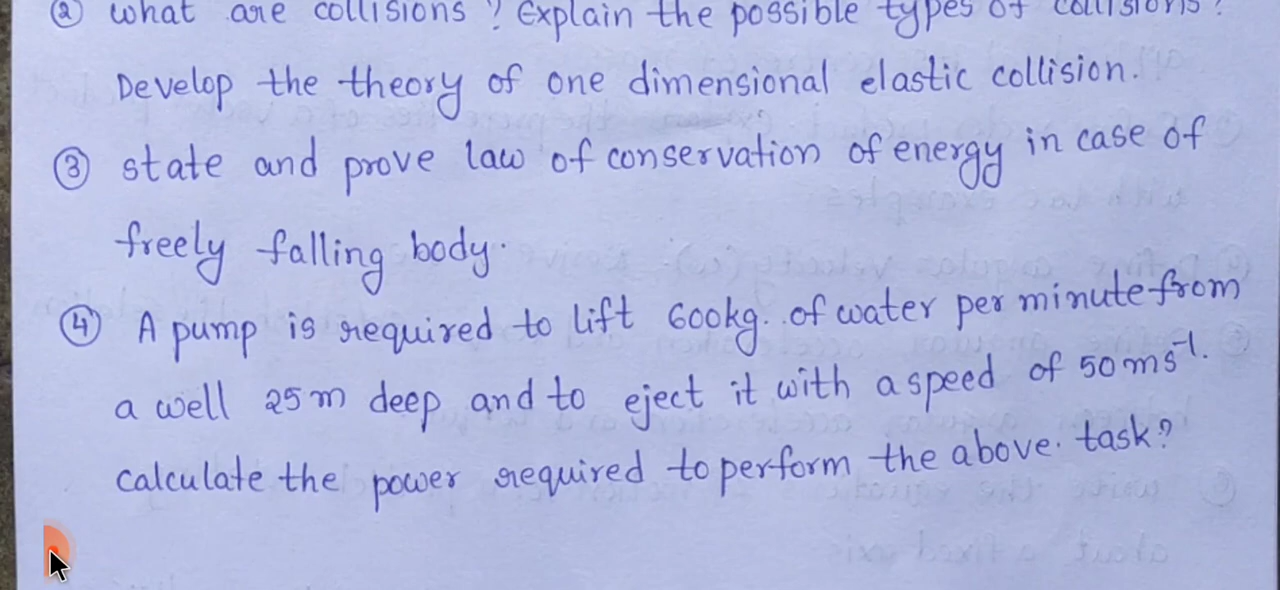 ② what are collisions ? Explain the possible types of collisions ?
Develop the theory of one dimensional elastic collision.
③ state and prove law of conservation of energy in case of
freely falling body.
④ A pump is required to lift 600kg. of water per minute from
a well 25m deep and to eject it with a speed of 50 ms⁻¹.
calculate the power required to perform the above. task?